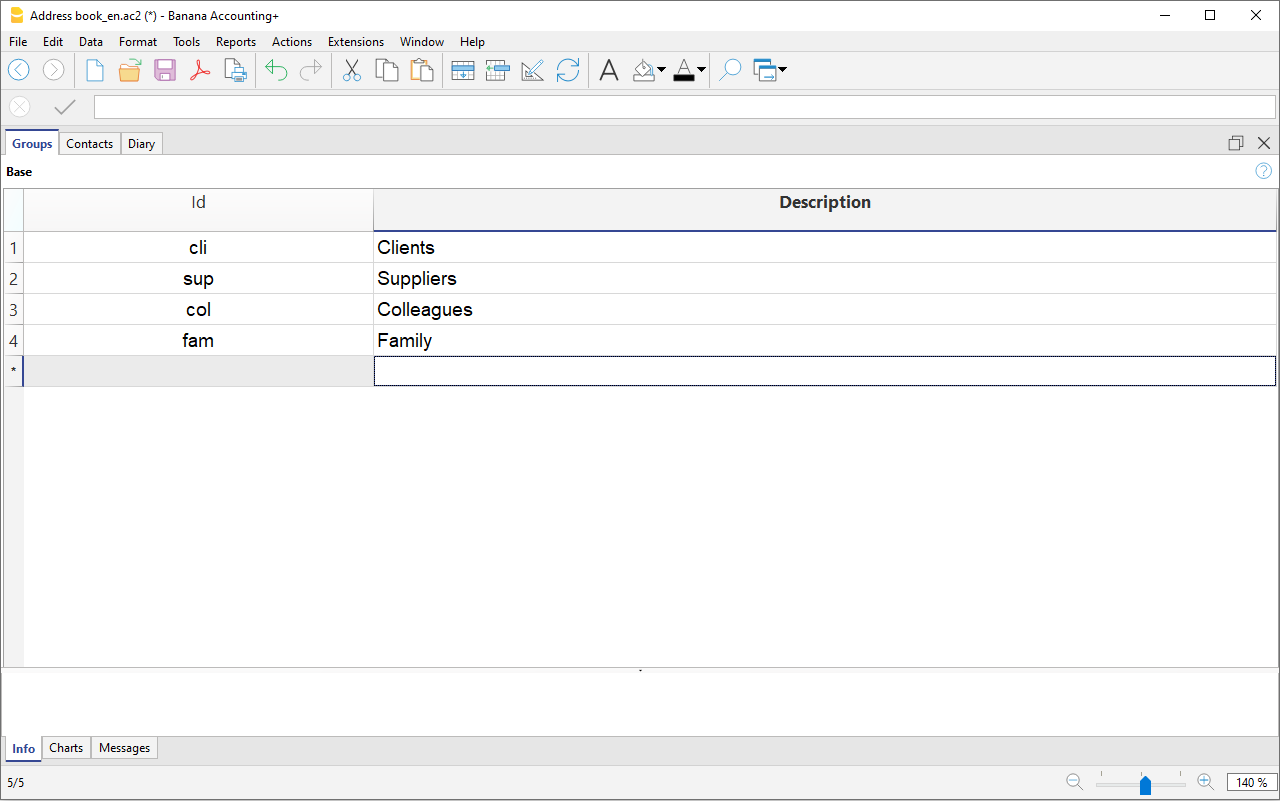 Address book_en.ac2 (*) - Banana Accounting+
File Edit Data Format Tools Reports Actions Extensions Window Help
Groups Contacts Diary
Base
Id Description
1 cli Clients
2 sup Suppliers
3 col Colleagues
4 fam Family
*
Info Charts Messages
5/5 140 %